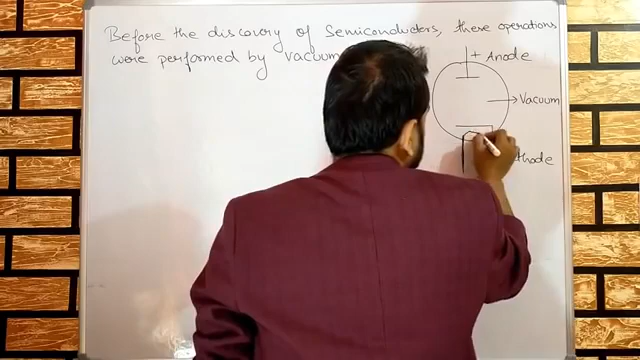 Before the discovery of Semiconductors, these operations
were performed by Vacuum
+ Anode
Vacuum
thode